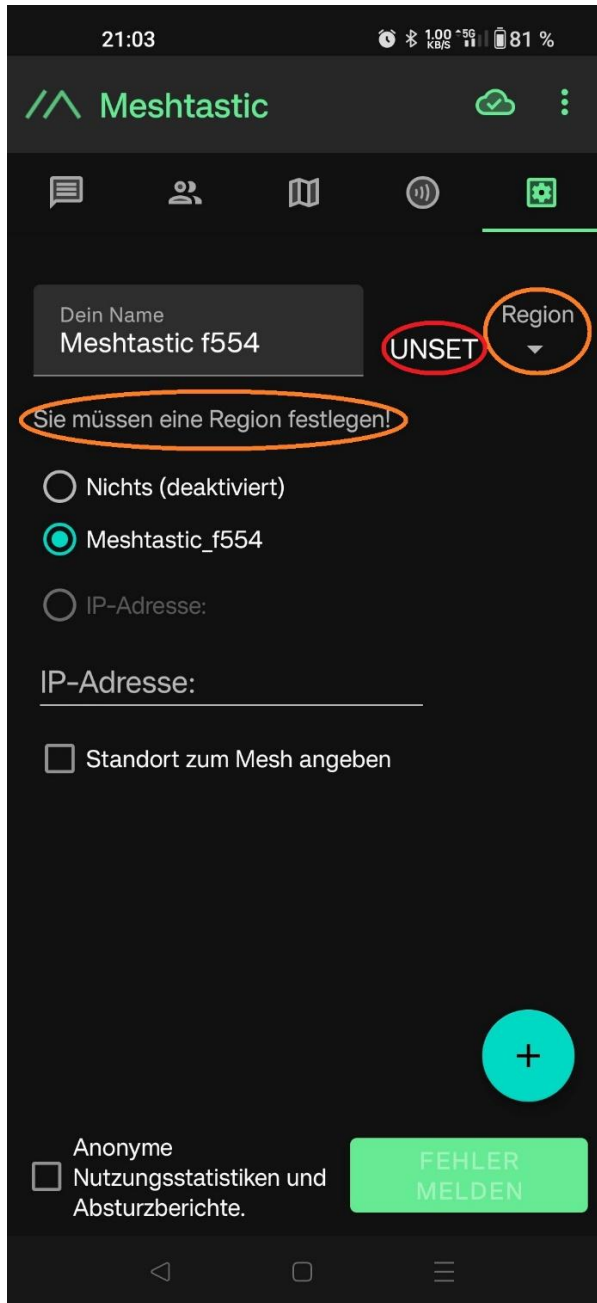 21:03
1.00 KB/S 5G 81 %
Meshtastic
Dein Name
Region
Meshtastic f554
UNSET
Sie müssen eine Region festlegen!
Nichts (deaktiviert)
Meshtastic_f554
IP-Adresse:
IP-Adresse:
Standort zum Mesh angeben
Anonyme
Nutzungsstatistiken und
Absturzberichte.
FEHLER
MELDEN